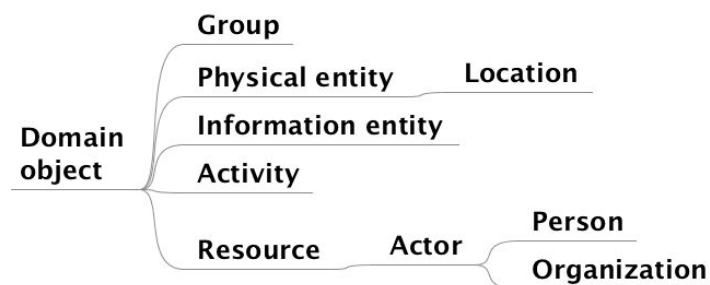 Group
Physical entity
Location
Information entity
Domain
object
Activity
Resource
Actor
Person
Organization